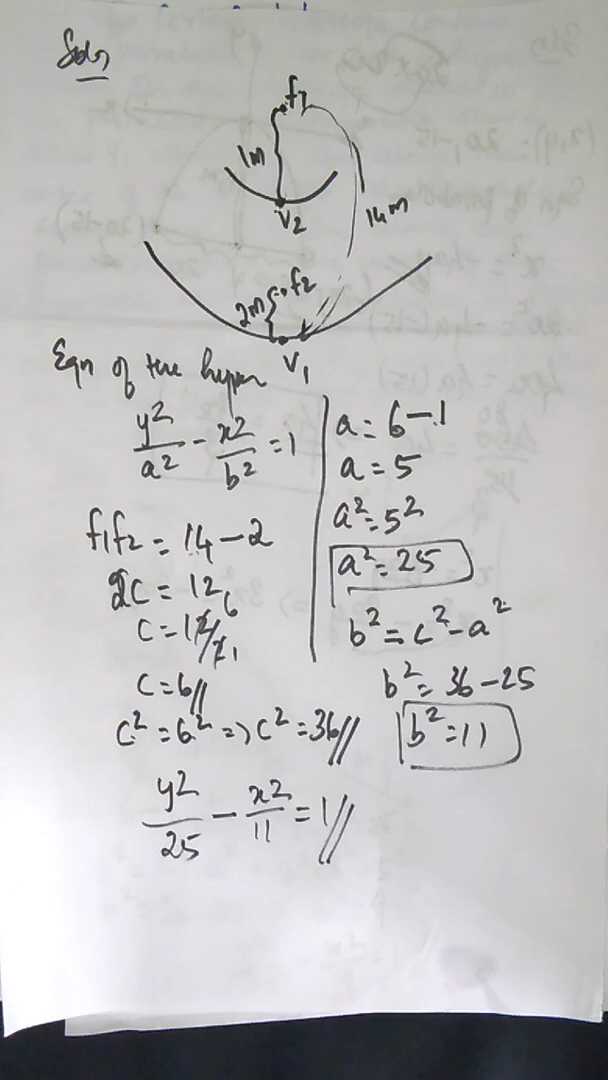 Soln
f1
1m
V2
14m
2m
f2
V1
Eqn of the hyper
y2/a2 - x2/b2 = 1
f1f2 = 14 - 2
2C = 12
C = 12/2
C = 6//
C2 = 6.2 => C2 = 36//
y2/25 - x2/11 = 1//
a = 6 - 1
a = 5
a2 = 52
a2 = 25
b2 = c2 - a2
b2 = 36 - 25
b2 = 11